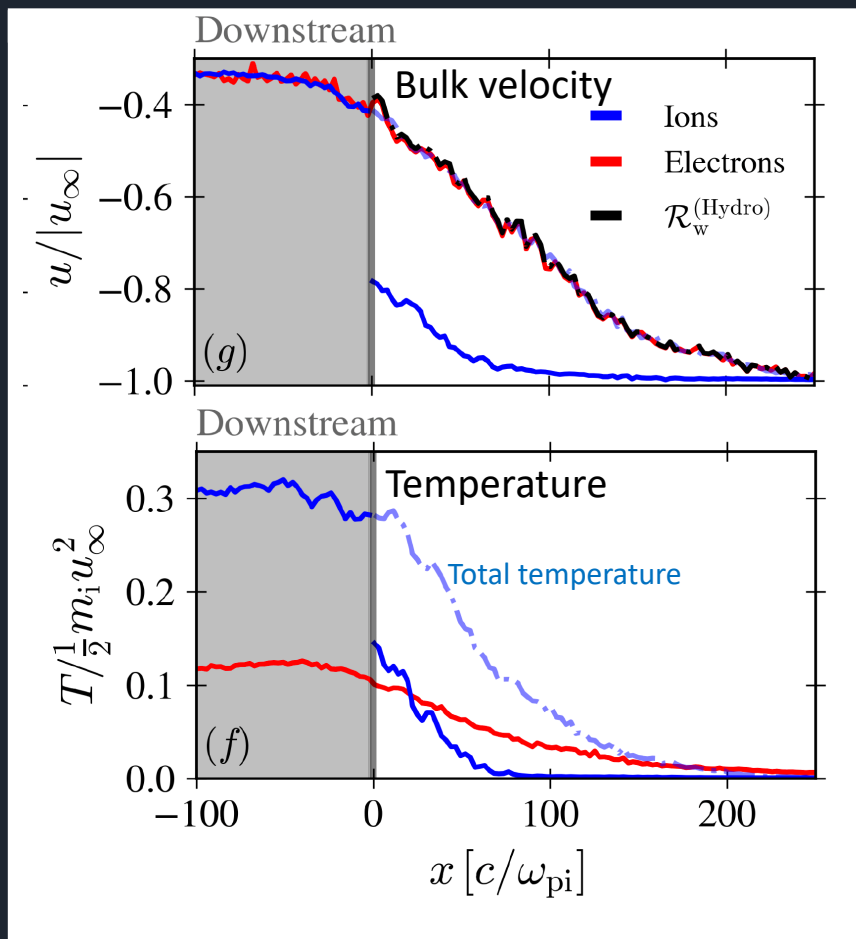 Downstream
Bulk velocity
Ions
Electrons
$\mathcal{R}_{\mathrm{w}}^{(\mathrm{Hydro})}$
$u/|u_\infty|$
−0.4
−0.6
−0.8
−1.0
(g)
Downstream
Temperature
Total temperature
$T/\frac{1}{2}m_{\mathrm{i}}u_\infty^2$
0.3
0.2
0.1
0.0
(f)
−100 0 100 200
$x\,[c/\omega_{\mathrm{pi}}]$